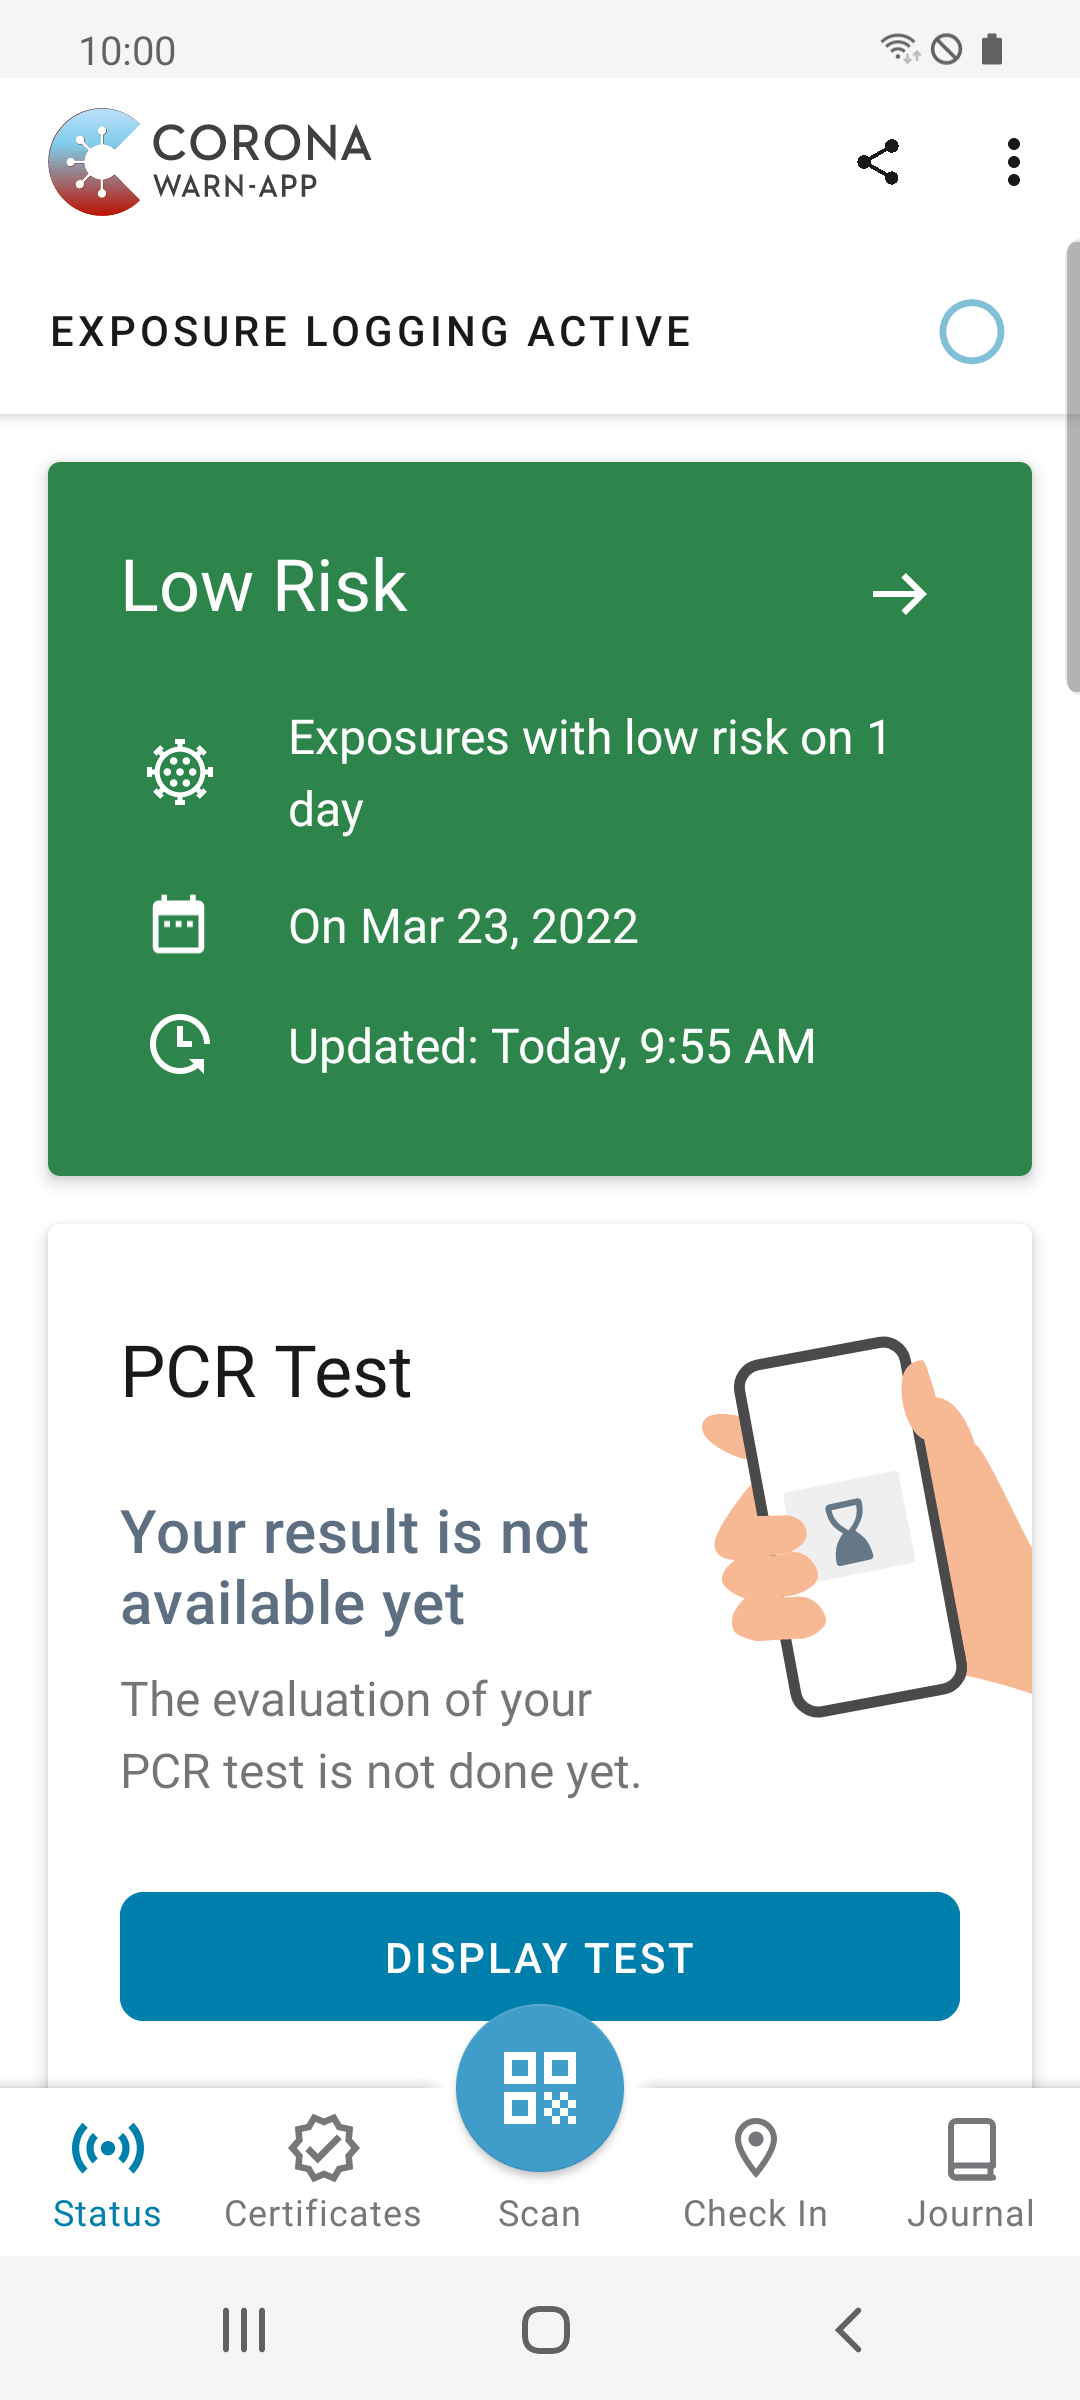 10:00
CORONA
WARN-APP
EXPOSURE LOGGING ACTIVE
Low Risk
Exposures with low risk on 1
day
On Mar 23, 2022
Updated: Today, 9:55 AM
PCR Test
Your result is not
available yet
The evaluation of your
PCR test is not done yet.
DISPLAY TEST
Status
Certificates
Scan
Check In
Journal